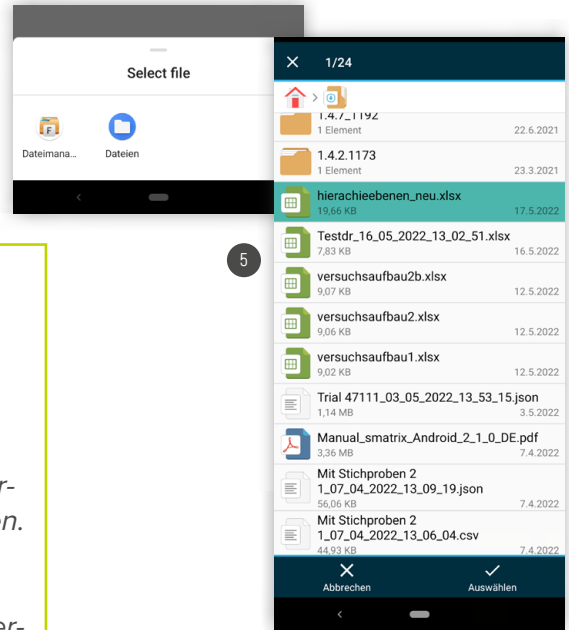 Select file
Dateimana...
Dateien
1/24
1.4.7_1192
1 Element
22.6.2021
1.4.2.1173
1 Element
23.3.2021
hierachieebenen_neu.xlsx
19,66 KB
17.5.2022
Testdr_16_05_2022_13_02_51.xlsx
7,83 KB
16.5.2022
versuchsaufbau2b.xlsx
9,07 KB
12.5.2022
versuchsaufbau2.xlsx
9,06 KB
12.5.2022
versuchsaufbau1.xlsx
9,02 KB
12.5.2022
Trial 47111_03_05_2022_13_53_15.json
1,14 MB
3.5.2022
Manual_smatrix_Android_2_1_0_DE.pdf
3,36 MB
7.4.2022
Mit Stichproben 2
1_07_04_2022_13_09_19.json
56,06 KB
7.4.2022
Mit Stichproben 2
1_07_04_2022_13_06_04.csv
44,93 KB
7.4.2022
Abbrechen
Auswählen
5
r-
en.
er-